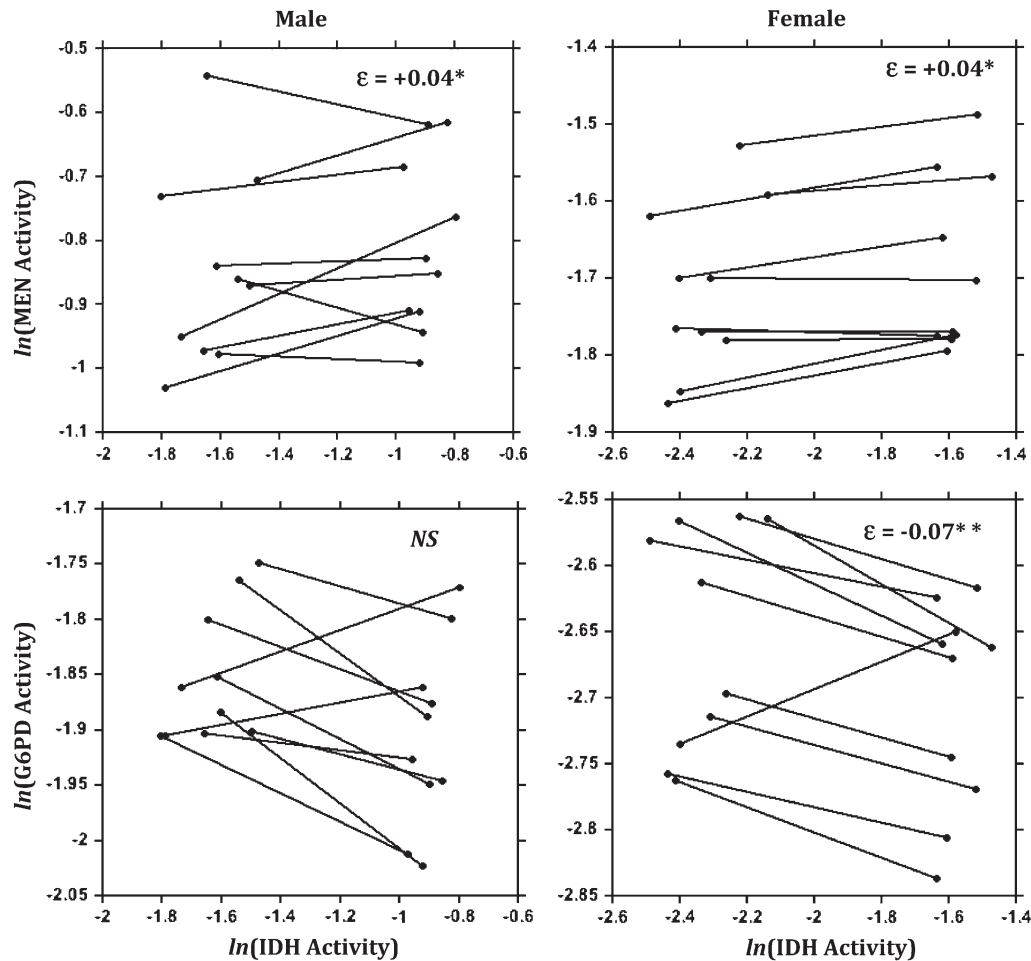 Male Female
-0.5
-0.6
-0.7
-0.8
-0.9
-1
-1.1
ln(MEN Activity)
-2 -1.8 -1.6 -1.4 -1.2 -1 -0.8 -0.6
ε = +0.04*
-1.4
-1.5
-1.6
-1.7
-1.8
-1.9
-2.6 -2.4 -2.2 -2 -1.8 -1.6 -1.4
ε = +0.04*
-1.7
-1.75
-1.8
-1.85
-1.9
-1.95
-2
-2.05
ln(G6PD Activity)
-2 -1.8 -1.6 -1.4 -1.2 -1 -0.8 -0.6
ln(IDH Activity)
NS
-2.55
-2.6
-2.65
-2.7
-2.75
-2.8
-2.85
-2.6 -2.4 -2.2 -2 -1.8 -1.6 -1.4
ln(IDH Activity)
ε = -0.07**